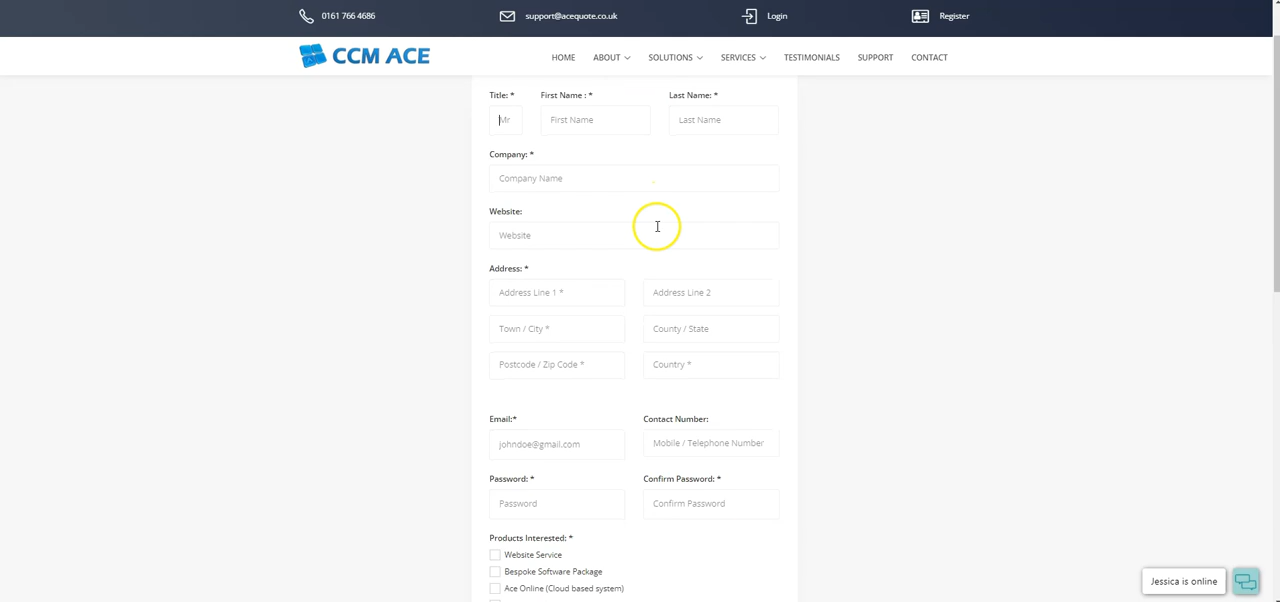 0161 766 4686 support@acequote.co.uk Login Register
CCM ACE HOME ABOUT SOLUTIONS SERVICES TESTIMONIALS SUPPORT CONTACT
Title: * First Name : * Last Name: *
Mr First Name Last Name
Company: *
Company Name
Website:
Website
Address: *
Address Line 1 * Address Line 2
Town / City * County / State
Postcode / Zip Code * Country *
Email:* Contact Number:
johndoe@gmail.com Mobile / Telephone Number
Password: * Confirm Password: *
Password Confirm Password
Products Interested: *
Website Service
Bespoke Software Package
Ace Online (Cloud based system)
Jessica is online